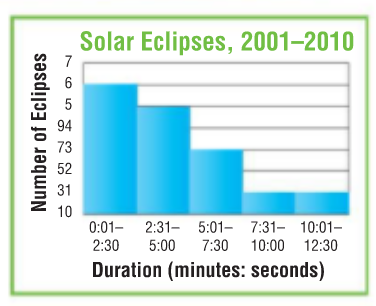 Solar Eclipses, 2001–2010
Number of Eclipses
7
6
5
94
73
52
31
10
0:01– 2:31– 5:01– 7:31– 10:01–
2:30 5:00 7:30 10:00 12:30
Duration (minutes: seconds)